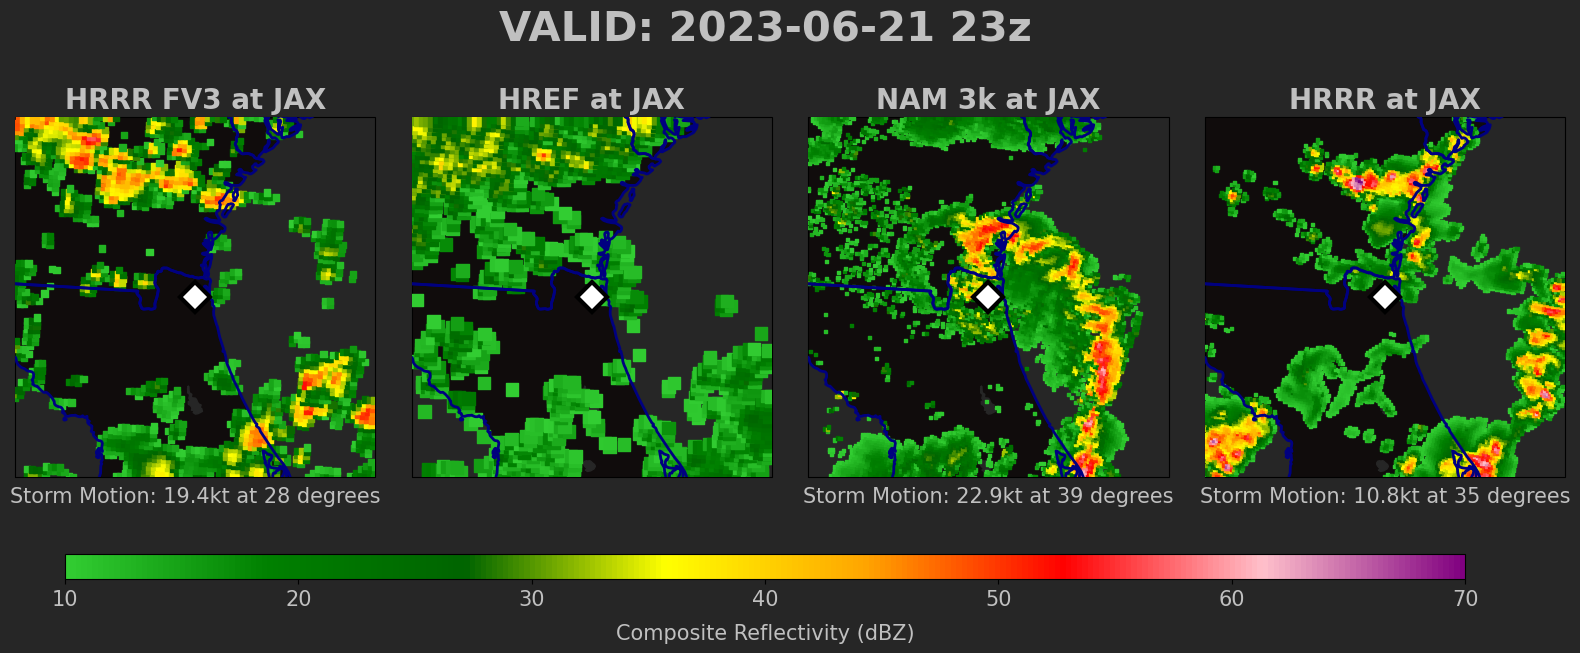 VALID: 2023-06-21 23z
HRRR FV3 at JAX
HREF at JAX
NAM 3k at JAX
HRRR at JAX
Storm Motion: 19.4kt at 28 degrees
Storm Motion: 22.9kt at 39 degrees
Storm Motion: 10.8kt at 35 degrees
10 20 30 40 50 60 70
Composite Reflectivity (dBZ)